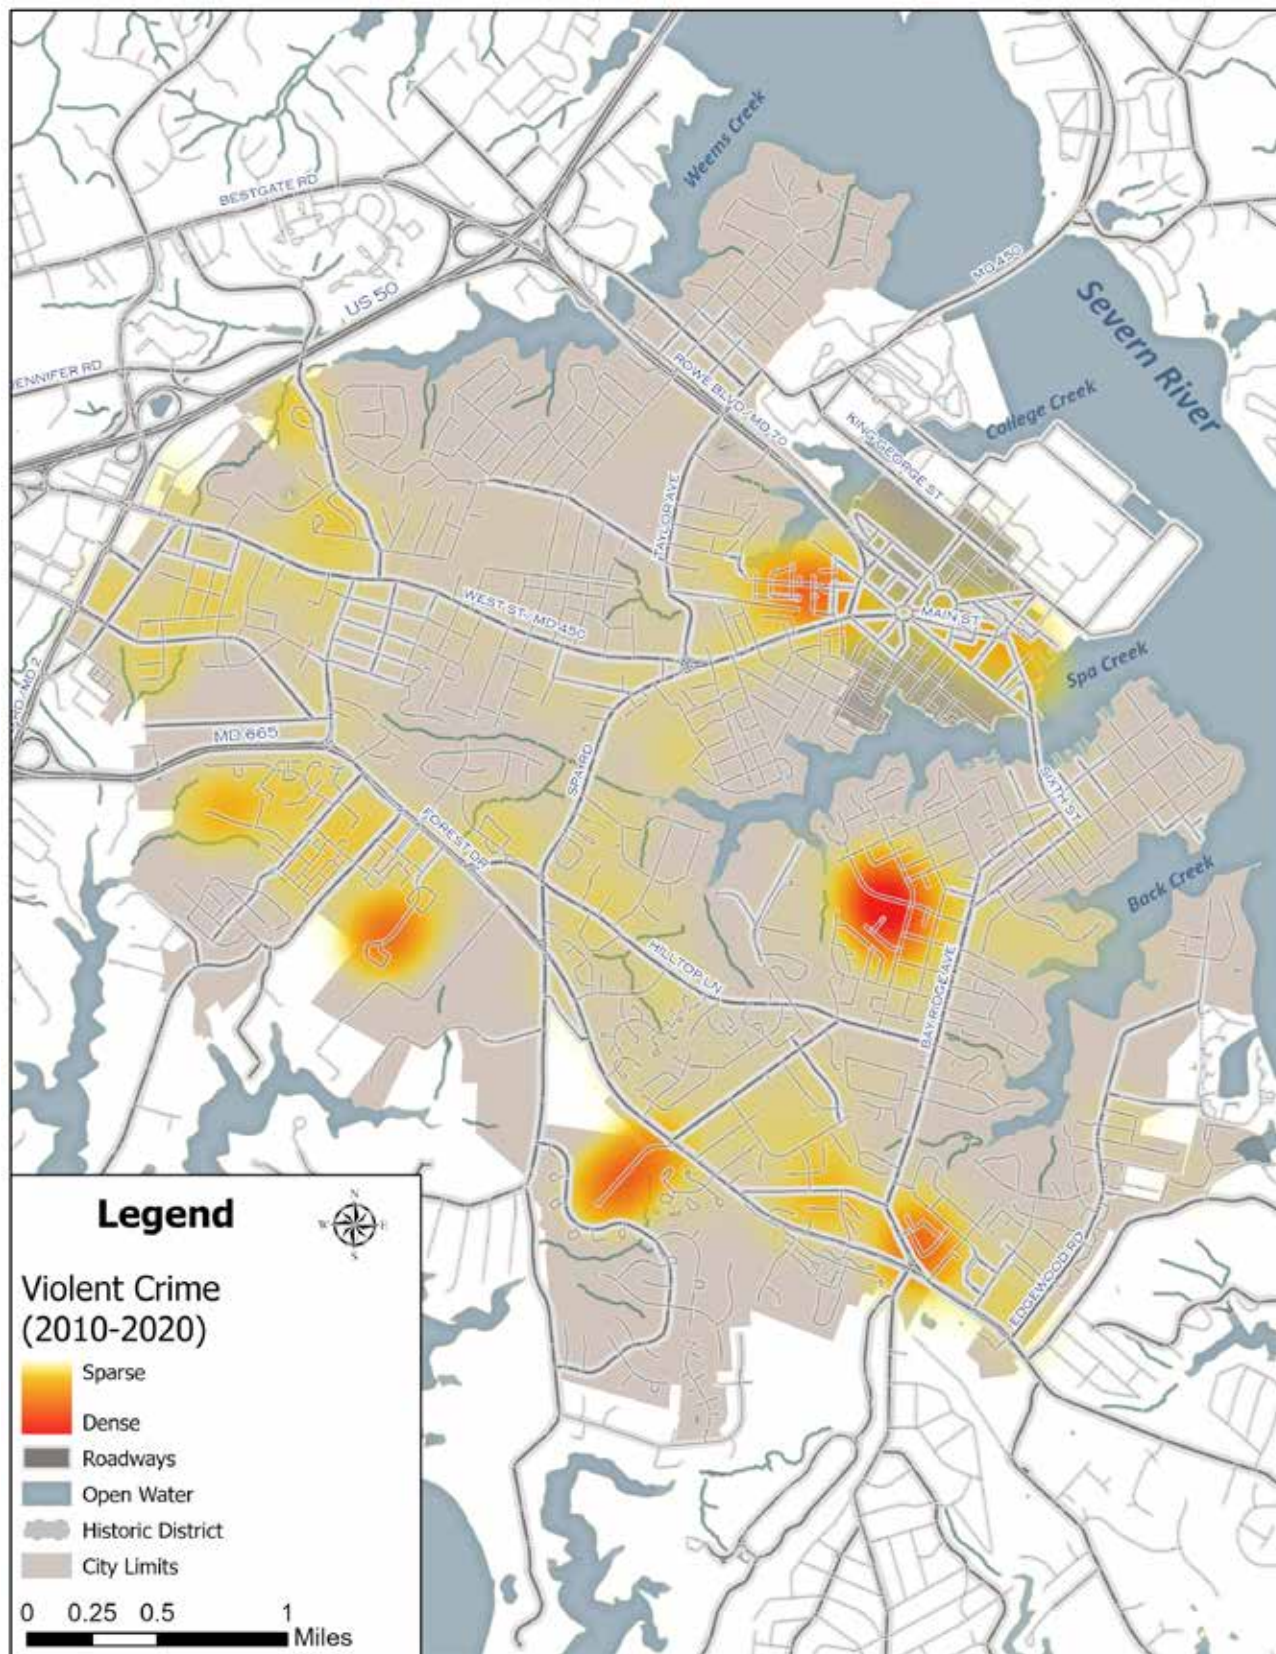 Weems Creek
BESTGATE RD
MD 450
US 50
Severn River
JENNIFER RD
ROWE BLVD/ MD 70
College Creek
KING GEORGE ST
TAYLOR AVE
WEST ST / MD 450
MAIN ST
Spa Creek
MD 2
MD 665
SPA RD
SIXTH ST
FOREST DR
Back Creek
HILLTOP LN
BAY RIDGE AVE
EDGEWOOD RD
Legend
N
W E
S
Violent Crime
(2010-2020)
Sparse
Dense
Roadways
Open Water
Historic District
City Limits
0 0.25 0.5 1
Miles